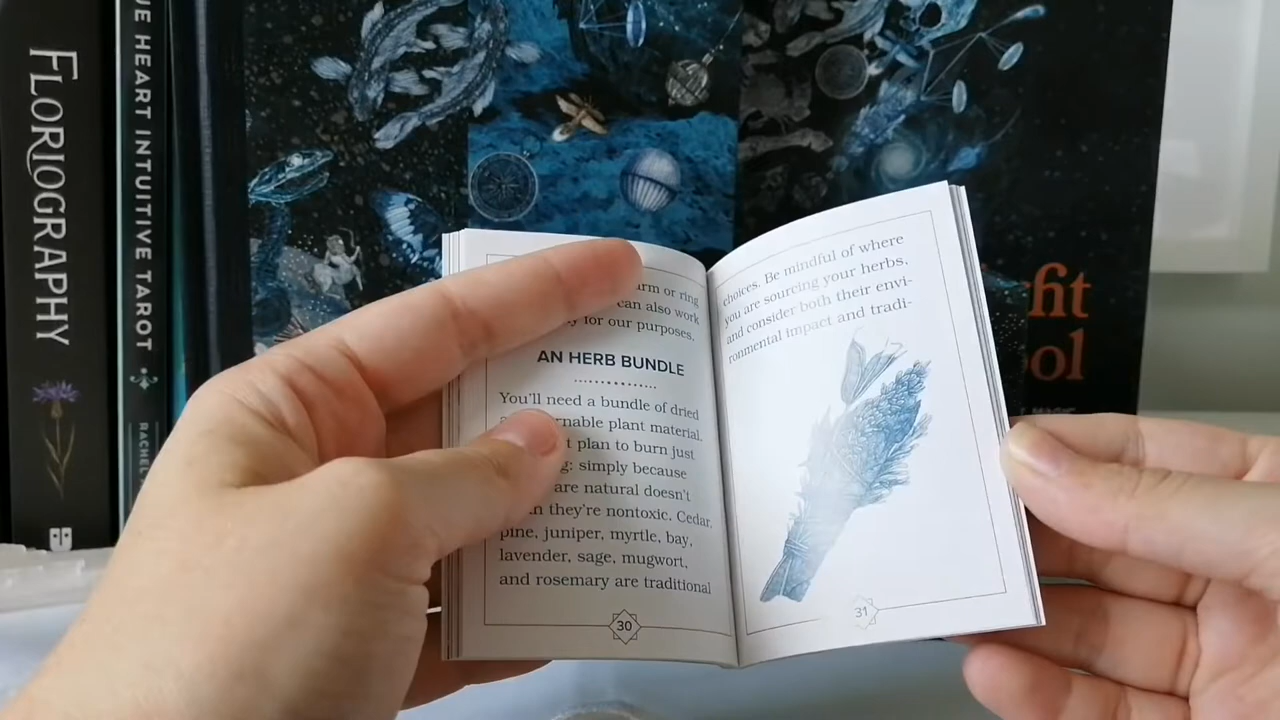 FLORIOGRAPHY
HEART INTUITIVE TAROT
RACHEL
arm or ring
can also work
for our purposes.
AN HERB BUNDLE
You'll need a bundle of dried
plant material.
plan to burn just
simply because
are natural doesn't
they're nontoxic. Cedar,
pine, juniper, myrtle, bay,
lavender, sage, mugwort,
and rosemary are traditional
30
choices. Be mindful of where
you are sourcing your herbs,
and consider both their envi-
ronmental impact and tradi-
31